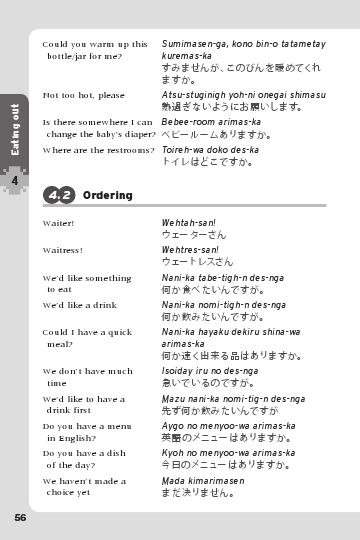 Could you warm up this
bottle/jar for me?
Sumimasen-ga, kono bin-o tatametay
kuremas-ka
すみませんが、このびんを暖めてくれ
ますか。
Not too hot, please
Atsu-stuginigh yoh-ni onegai shimasu
熱過ぎないようにお願いします。
Is there somewhere I can
change the baby's diaper?
Bebee-room arimas-ka
ベビールームありますか。
Where are the restrooms?
Toireh-wa doko des-ka
トイレはどこですか。
Eating out
4
4.2 Ordering
Waiter!
Wehtah-san!
ウェーターさん
Waitress!
Wehtres-san!
ウェートレスさん
We'd like something
to eat
Nani-ka tabe-tigh-n des-nga
何か食べたいんですが。
We'd like a drink
Nani-ka nomi-tigh-n des-nga
何か飲みたいんですが。
Could I have a quick
meal?
Nani-ka hayaku dekiru shina-wa
arimas-ka
何か速く出来る品はありますか。
We don't have much
time
Isoiday iru no des-nga
急いでいるのですが。
We'd like to have a
drink first
Mazu nani-ka nomi-tig-n des-nga
先ず何か飲みたいんですが
Do you have a menu
in English?
Aygo no menyoo-wa arimas-ka
英語のメニューはありますか。
Do you have a dish
of the day?
Kyoh no menyoo-wa arimas-ka
今日のメニューはありますか。
We haven't made a
choice yet
Mada kimarimasen
まだ決りません。
56